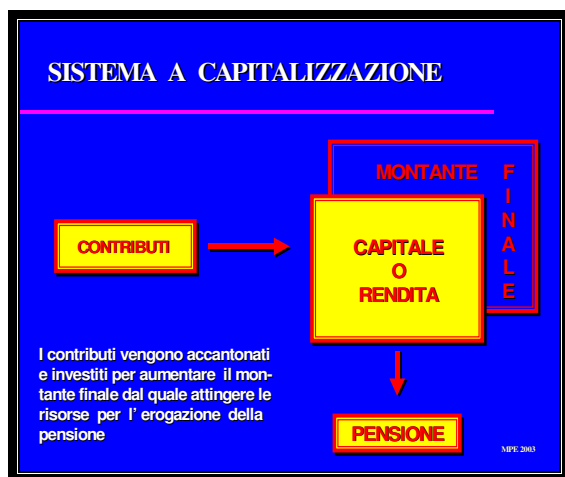 SISTEMA A CAPITALIZZAZIONE
MONTANTE
F
I
N
A
L
E
CONTRIBUTI
CAPITALE
O
RENDITA
I contributi vengono accantonati
e investiti per aumentare il mon-
tante finale dal quale attingere le
risorse per l' erogazione della
pensione
PENSIONE
MPE 2003